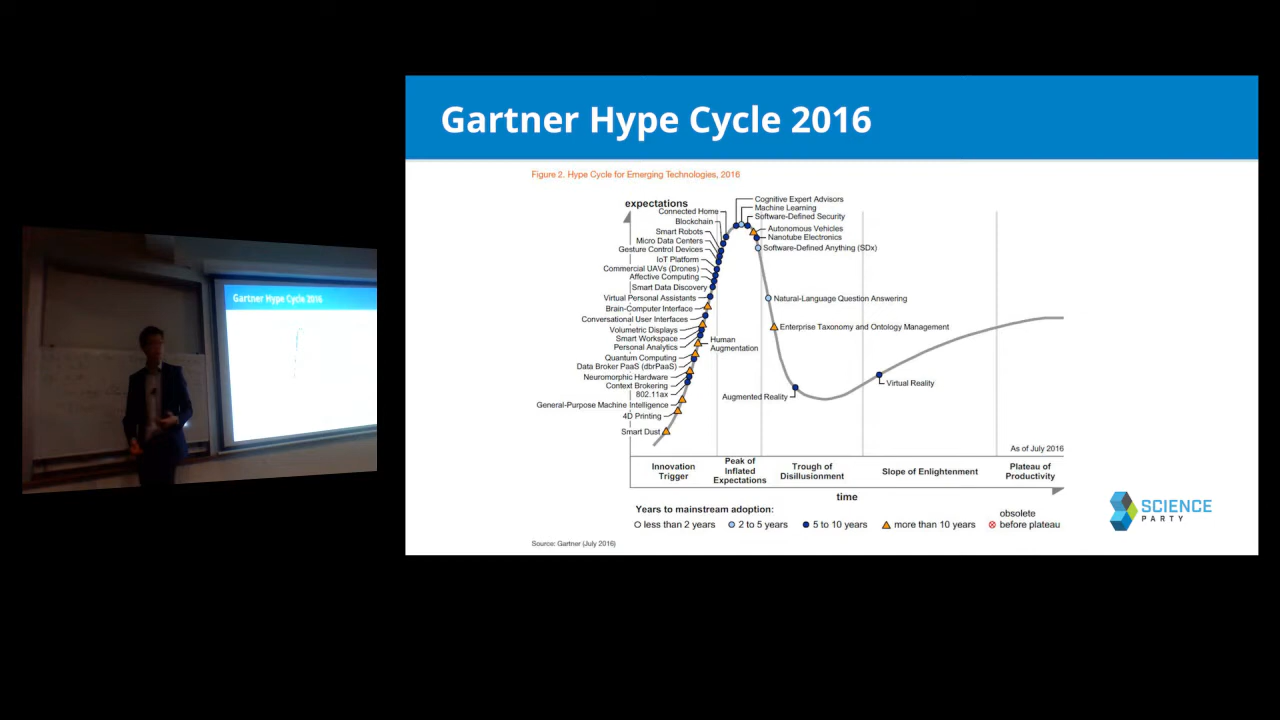 Gartner Hype Cycle 2016
Gartner Hype Cycle 2016
Figure 2. Hype Cycle for Emerging Technologies, 2016
expectations
Connected Home
Blockchain
Smart Robots
Micro Data Centers
Gesture Control Devices
IoT Platform
Commercial UAVs (Drones)
Affective Computing
Smart Data Discovery
Virtual Personal Assistants
Brain-Computer Interface
Conversational User Interfaces
Volumetric Displays
Smart Workspace
Personal Analytics
Quantum Computing
Data Broker PaaS (dbrPaaS)
Neuromorphic Hardware
Context Brokering
802.11ax
General-Purpose Machine Intelligence
4D Printing
Smart Dust
Human
Augmentation
Cognitive Expert Advisors
Machine Learning
Software-Defined Security
Autonomous Vehicles
Nanotube Electronics
Software-Defined Anything (SDx)
Natural-Language Question Answering
Enterprise Taxonomy and Ontology Management
Augmented Reality
Virtual Reality
As of July 2016
Innovation
Trigger
Peak of
Inflated
Expectations
Trough of
Disillusionment
Slope of Enlightenment
Plateau of
Productivity
time
Years to mainstream adoption:
less than 2 years
2 to 5 years
5 to 10 years
more than 10 years
obsolete
before plateau
Source: Gartner (July 2016)
SCIENCE
PARTY